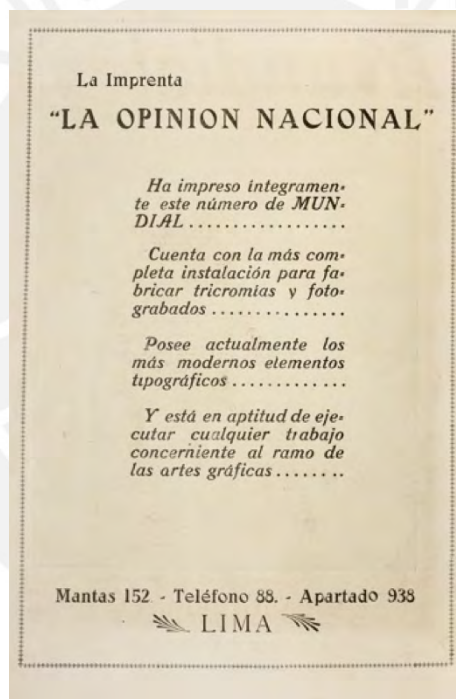 La Imprenta
"LA OPINION NACIONAL"
Ha impreso integramen-
te este número de MUN-
DIAL ..................
Cuenta con la más com-
pleta instalación para fa-
bricar tricromías y foto-
grabados ...............
Posee actualmente los
más modernos elementos
tipográficos .............
Y está en aptitud de eje-
cutar cualquier trabajo
concerniente al ramo de
las artes gráficas ........
Mantas 152 - Teléfono 88. - Apartado 938
LIMA